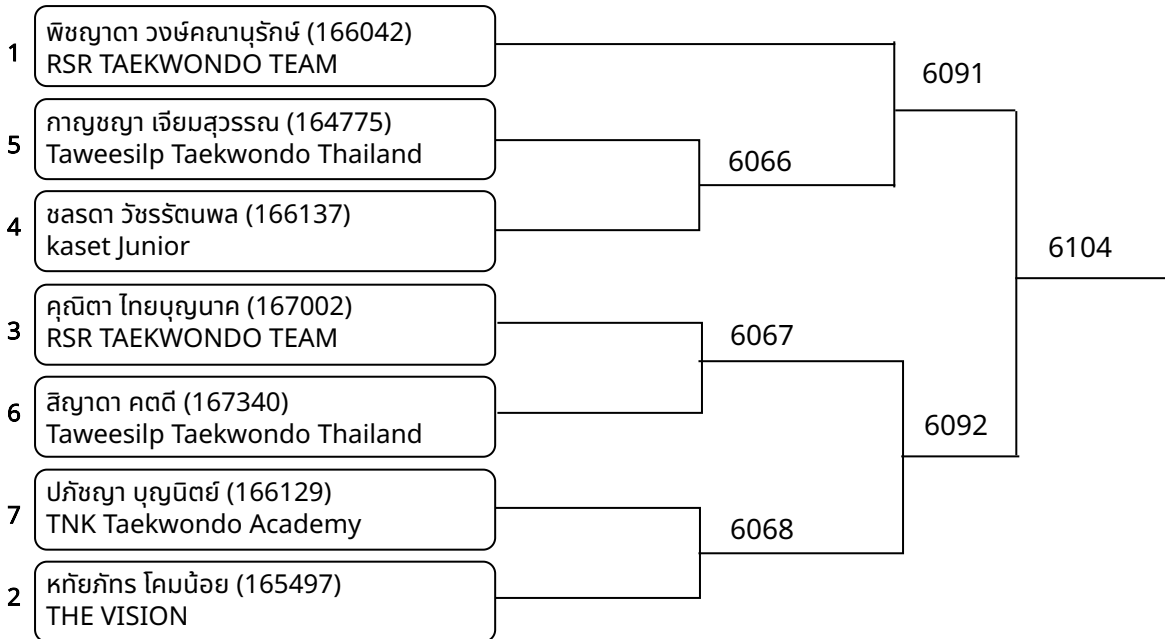 1
พิชญาดา วงษ์คณานุรักษ์ (166042)
RSR TAEKWONDO TEAM
6091
5
กาญชญา เจียมสุวรรณ (164775)
Taweesilp Taekwondo Thailand
6066
4
ชลรดา วัชรรัตนพล (166137)
kaset Junior
6104
3
คุณิตา ไทยบุญนาค (167002)
RSR TAEKWONDO TEAM
6067
6
สิญาดา คตดี (167340)
Taweesilp Taekwondo Thailand
6092
7
ปภัชญา บุญนิตย์ (166129)
TNK Taekwondo Academy
6068
2
หทัยภัทร โคมน้อย (165497)
THE VISION